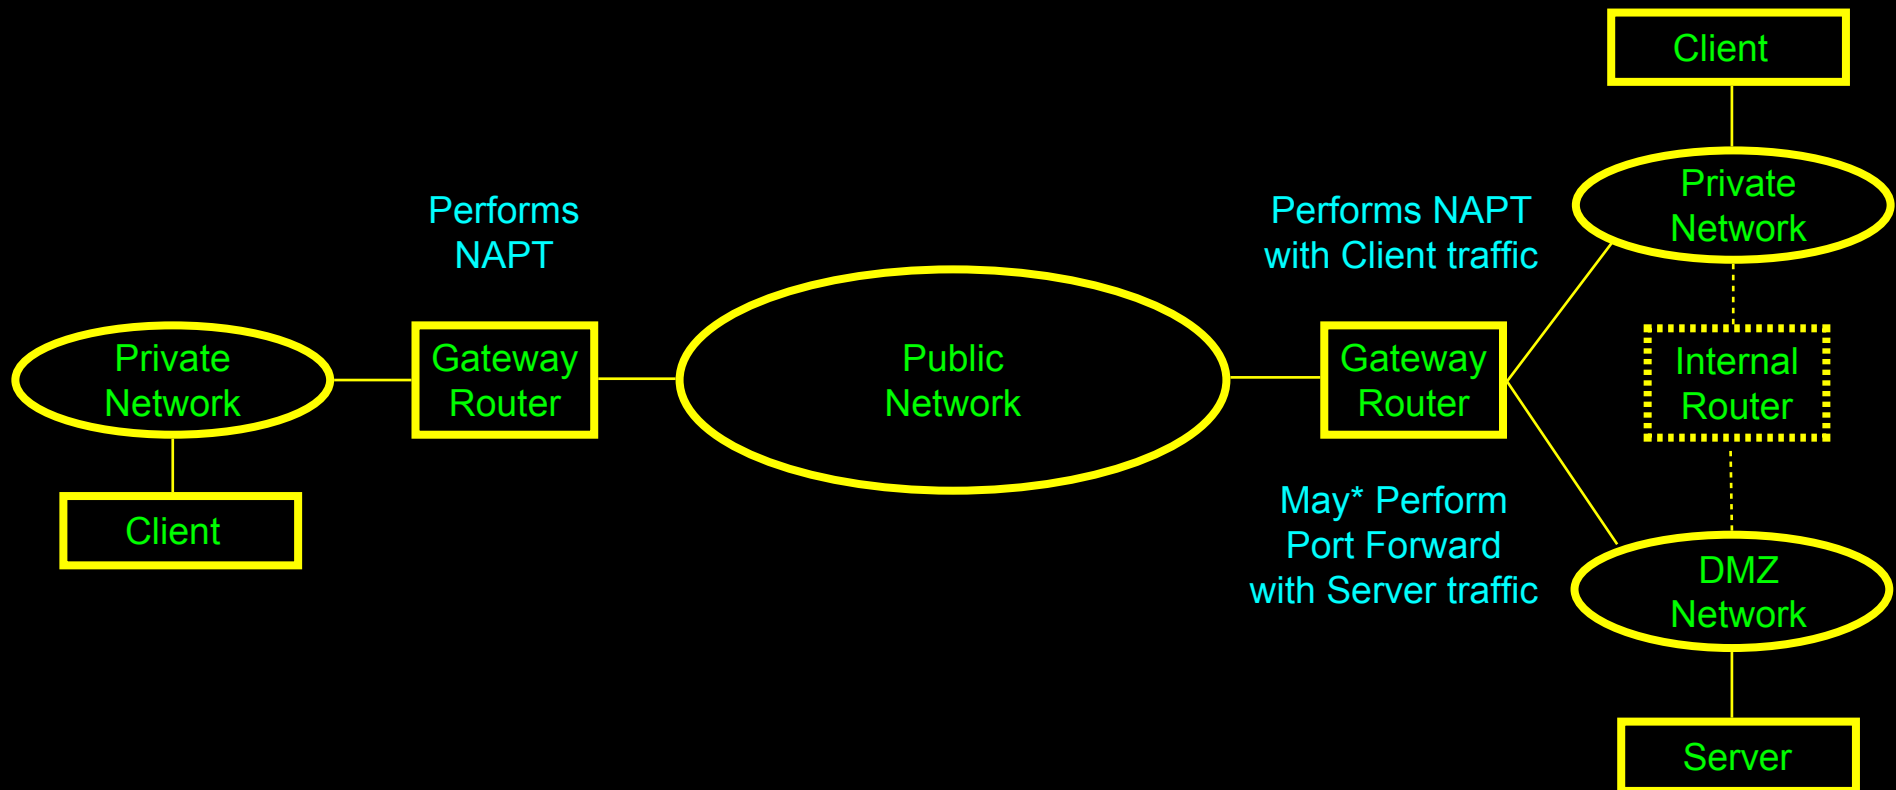 Client
Private
Network
Performs
NAPT
Performs NAPT
with Client traffic
Private
Network
Gateway
Router
Public
Network
Gateway
Router
Internal
Router
Client
May* Perform
Port Forward
with Server traffic
DMZ
Network
Server